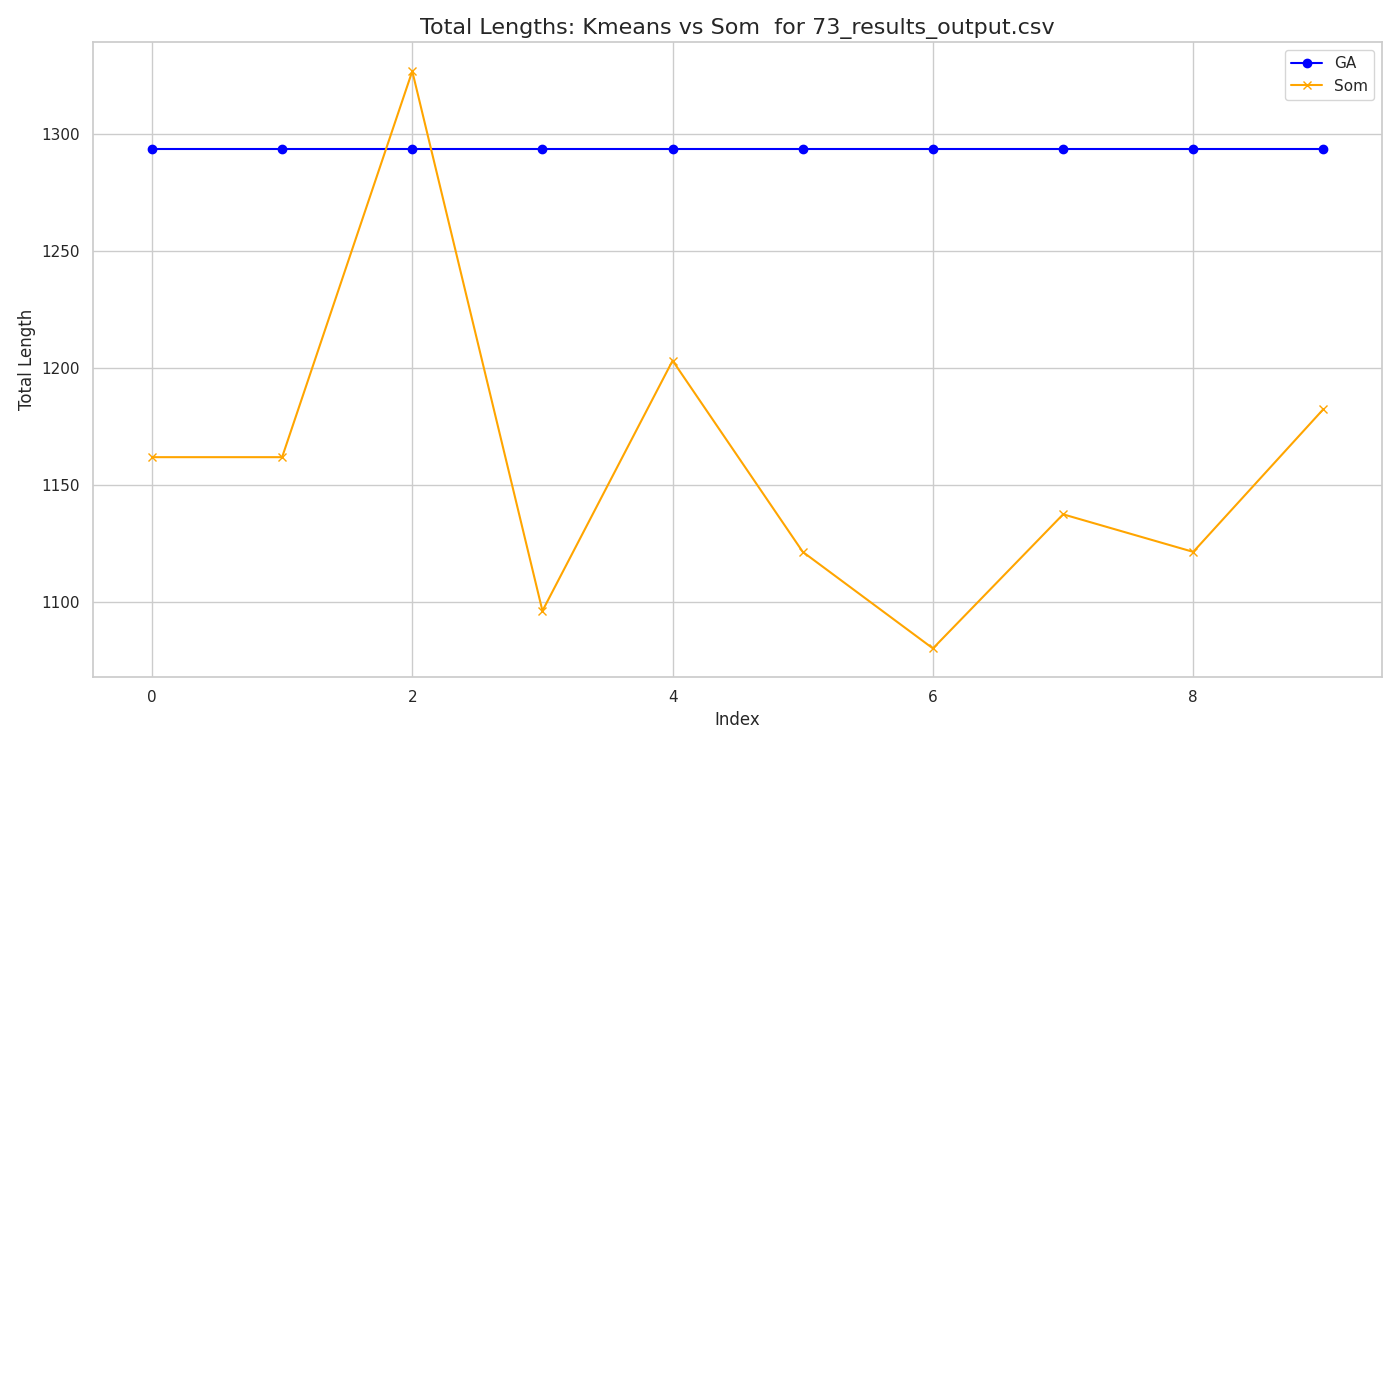 Total Lengths: Kmeans vs Som  for 73_results_output.csv
GA
Som
1300
1250
1200
1150
1100
Total Length
0 2 4 6 8
Index